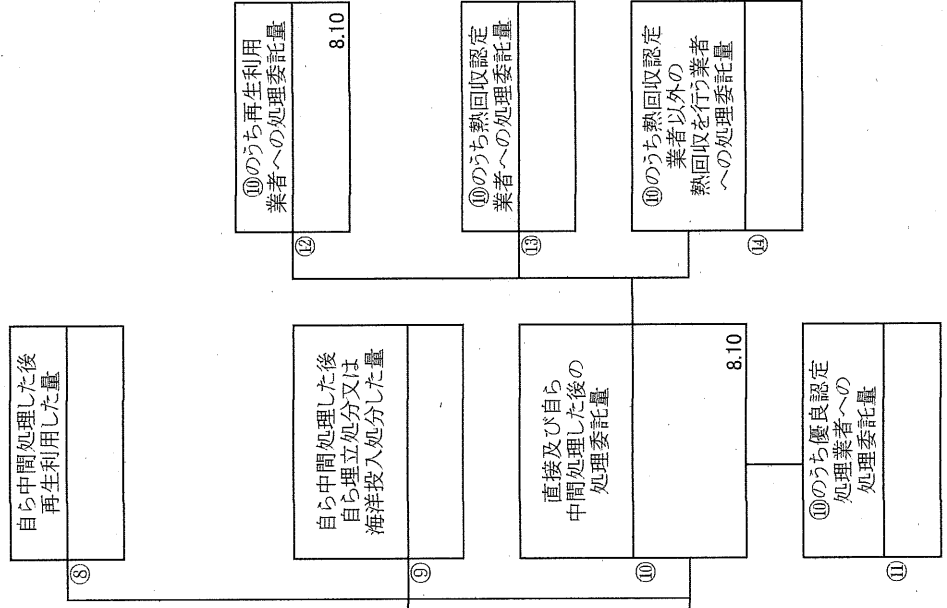 自ら中間処理した後
再生利用した量
⑧
自ら中間処理した後
自ら埋立処分又は
海洋投入処分した量
⑨
直接及び自ら
中間処理した後の
処理委託量
⑩
8.10
⑩のうち優良認定
処理業者への
処理委託量
⑪
⑩のうち再生利用
業者への処理委託量
⑫
8.10
⑩のうち熱回収認定
業者への処理委託量
⑬
⑩のうち熱回収認定
業者以外の
熱回収を行う業者
への処理委託量
⑭